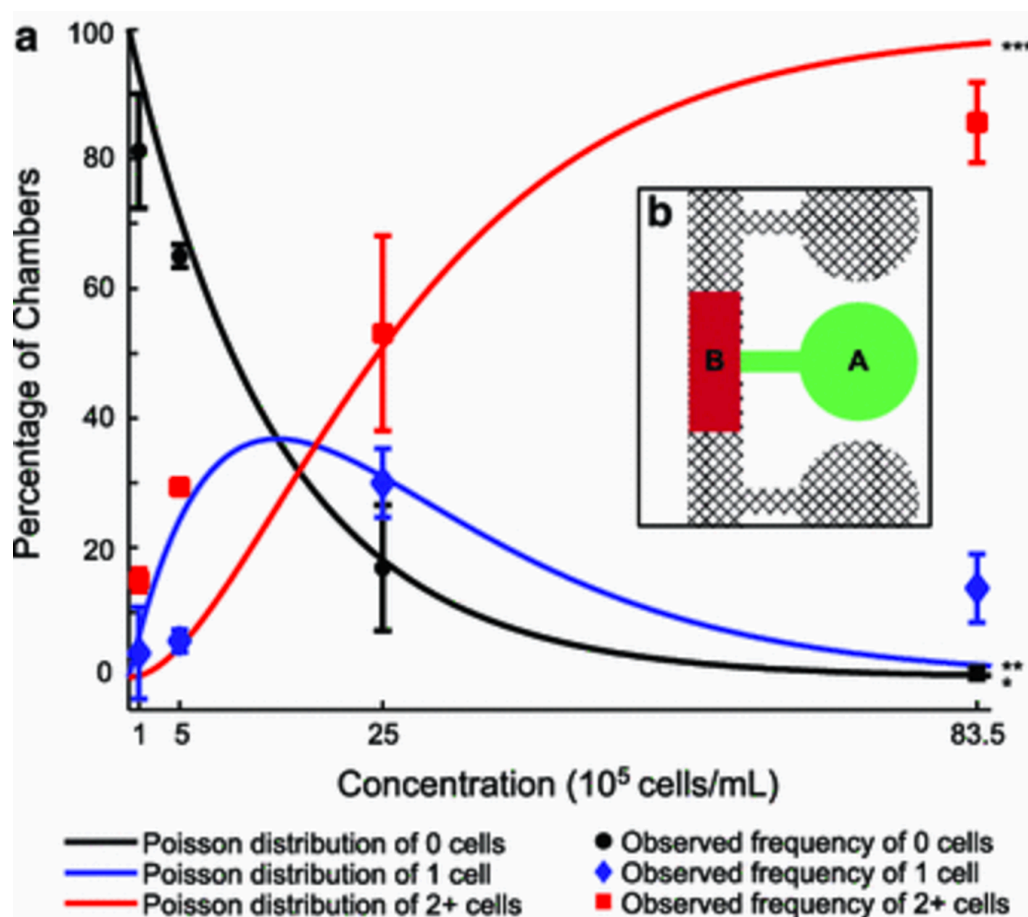 a
100
80
60
40
20
0
Percentage of Chambers
***
**
*
b
B
A
1 5 25 83.5
Concentration (10⁵ cells/mL)
Poisson distribution of 0 cells
Poisson distribution of 1 cell
Poisson distribution of 2+ cells
Observed frequency of 0 cells
Observed frequency of 1 cell
Observed frequency of 2+ cells